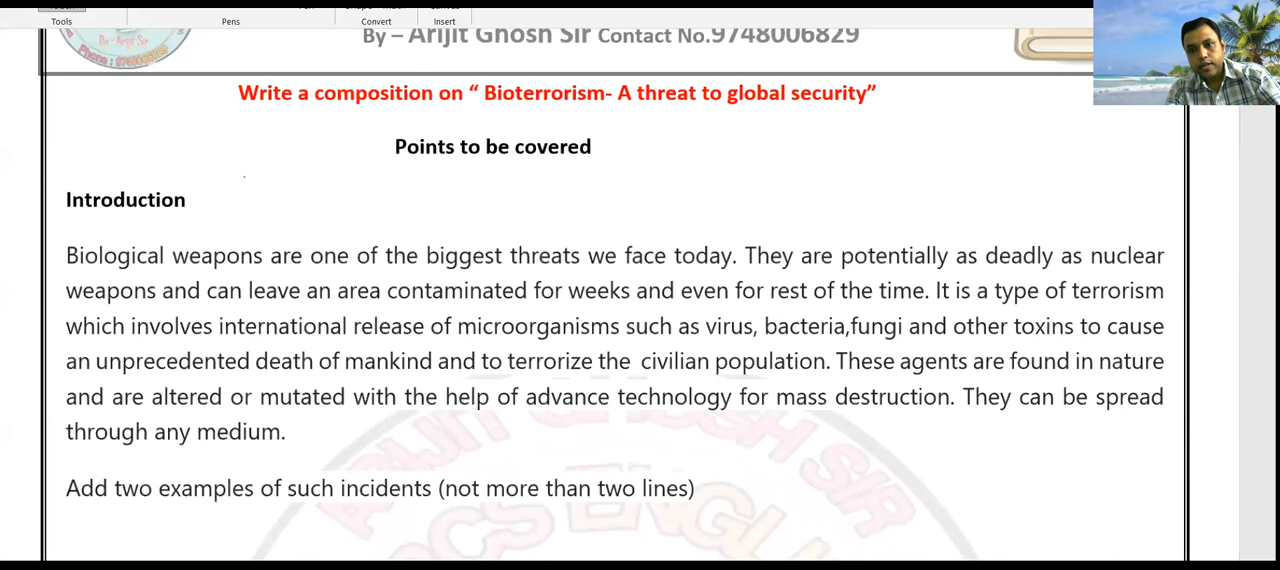 Tools Pens Convert Insert
By – Arijit Ghosh Sir Contact No.9748006829
By - Arijit Sir
Write a composition on “ Bioterrorism- A threat to global security”
Points to be covered
Introduction
Biological weapons are one of the biggest threats we face today. They are potentially as deadly as nuclear
weapons and can leave an area contaminated for weeks and even for rest of the time. It is a type of terrorism
which involves international release of microorganisms such as virus, bacteria,fungi and other toxins to cause
an unprecedented death of mankind and to terrorize the civilian population. These agents are found in nature
and are altered or mutated with the help of advance technology for mass destruction. They can be spread
through any medium.
Add two examples of such incidents (not more than two lines)
ARIJIT GHOSH SIR